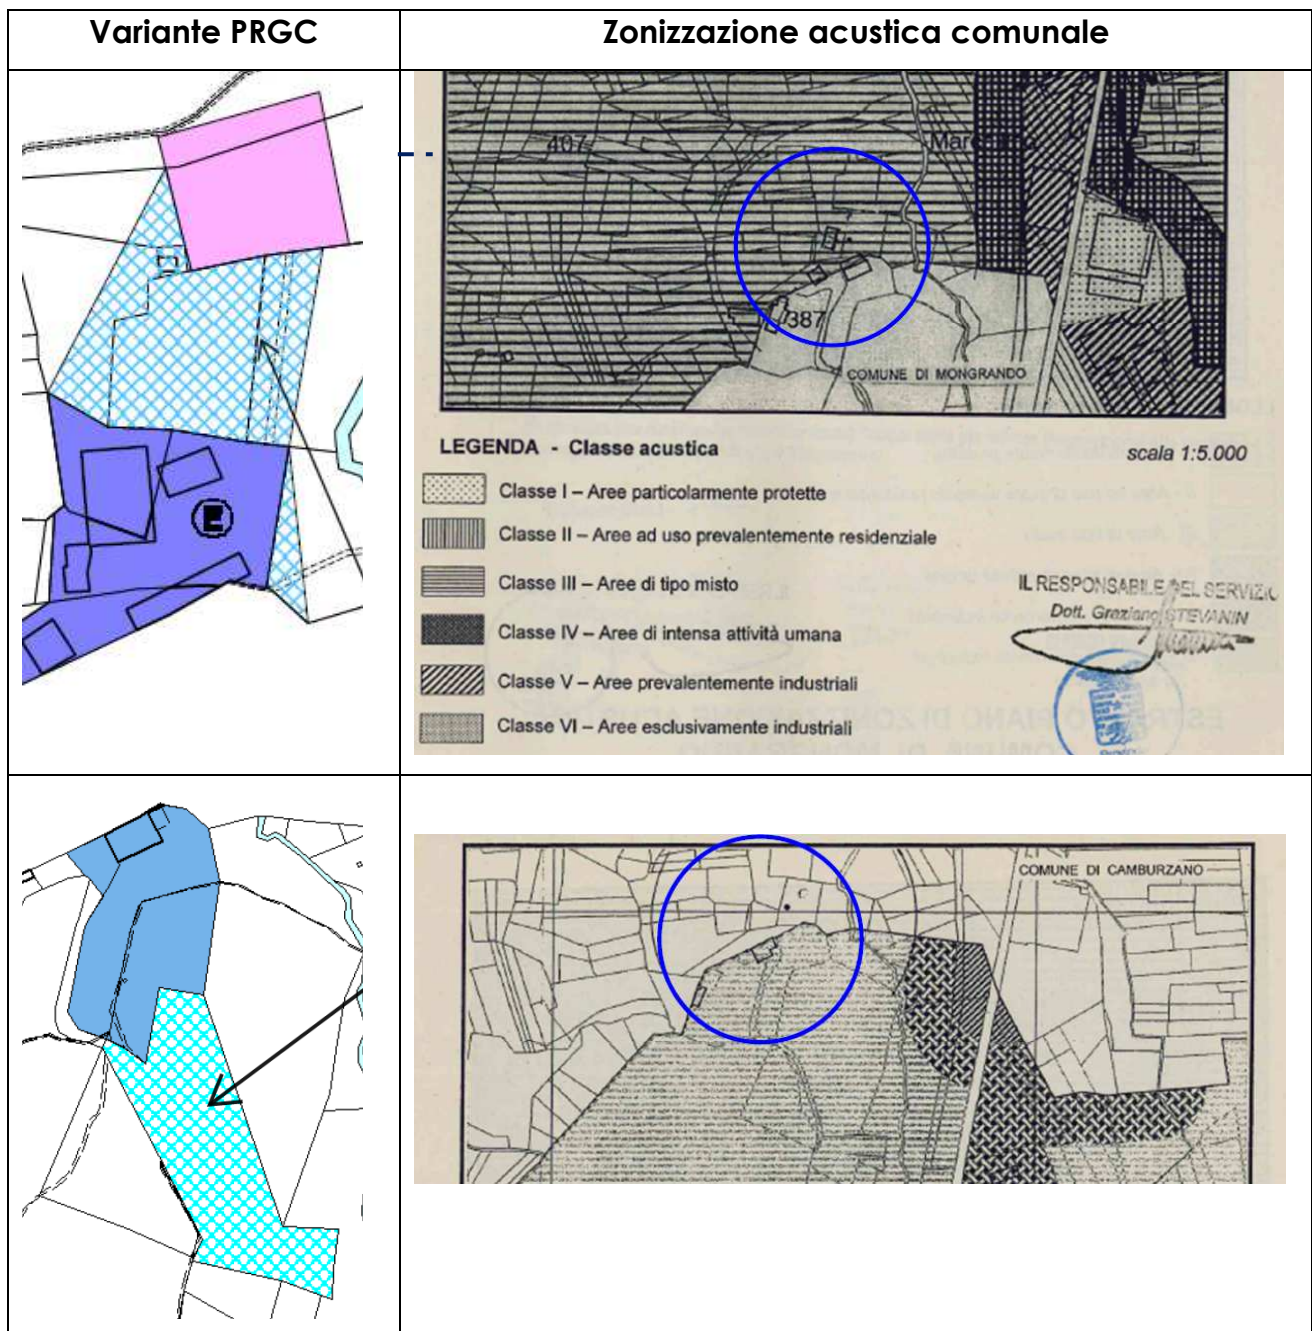 Variante PRGC
Zonizzazione acustica comunale
407
387
COMUNE DI MONGRANDO
LEGENDA - Classe acustica
scala 1:5.000
Classe I – Aree particolarmente protette
Classe II – Aree ad uso prevalentemente residenziale
Classe III – Aree di tipo misto
Classe IV – Aree di intensa attività umana
Classe V – Aree prevalentemente industriali
Classe VI – Aree esclusivamente industriali
IL RESPONSABILE DEL SERVIZIO
Dott. Graziano STEVANIN
COMUNE DI CAMBURZANO